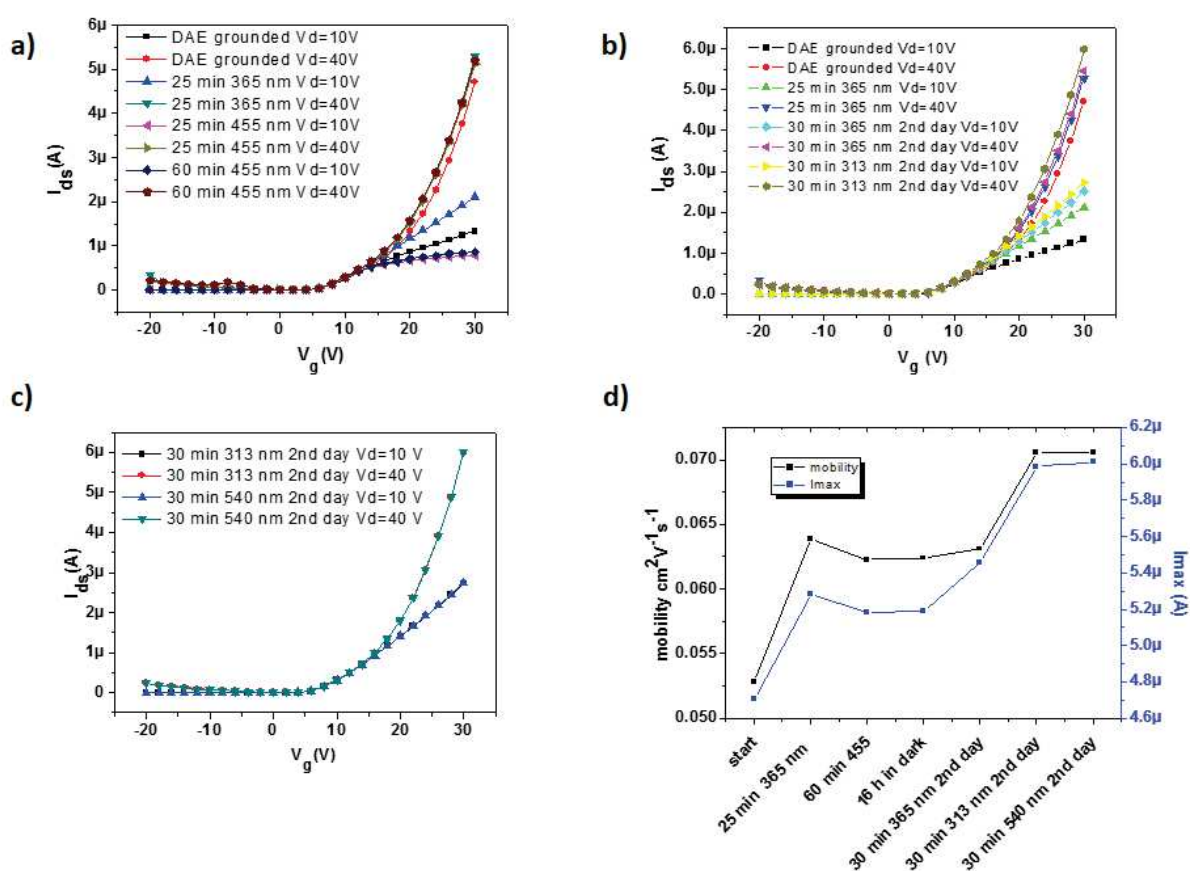 a)
6μ
5μ
4μ
3μ
2μ
1μ
0
Ids(A)
DAE grounded Vd=10V
DAE grounded Vd=40V
25 min 365 nm Vd=10V
25 min 365 nm Vd=40V
25 min 455 nm Vd=10V
25 min 455 nm Vd=40V
60 min 455 nm Vd=10V
60 min 455 nm Vd=40V
-20 -10 0 10 20 30
Vg(V)
b)
6.0μ
5.0μ
4.0μ
3.0μ
2.0μ
1.0μ
0.0
Ids (A)
DAE grounded Vd=10V
DAE grounded Vd=40V
25 min 365 nm Vd=10V
25 min 365 nm Vd=40V
30 min 365 nm 2nd day Vd=10V
30 min 365 nm 2nd day Vd=40V
30 min 313 nm 2nd day Vd=10V
30 min 313 nm 2nd day Vd=40V
-20 -10 0 10 20 30
Vg (V)
c)
6μ
5μ
4μ
3μ
2μ
1μ
0
Ids(A)
30 min 313 nm 2nd day Vd=10 V
30 min 313 nm 2nd day Vd=40 V
30 min 540 nm 2nd day Vd=10 V
30 min 540 nm 2nd day Vd=40 V
-20 -10 0 10 20 30
Vg(V)
d)
0.070
0.065
0.060
0.055
0.050
mobility cm²V⁻¹s⁻¹
mobility
Imax
6.2μ
6.0μ
5.8μ
5.6μ
5.4μ
5.2μ
5.0μ
4.8μ
4.6μ
Imax (A)
start
25 min 365 nm
60 min 455
16 h in dark
30 min 365 nm 2nd day
30 min 313 nm 2nd day
30 min 540 nm 2nd day